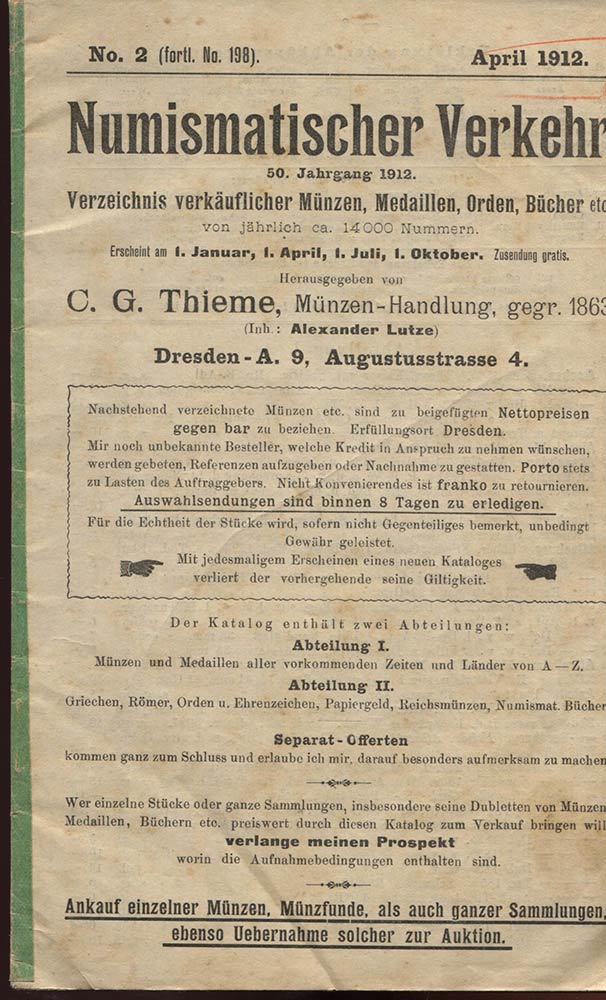 No. 2 (fortl. No. 198). April 1912.
Numismatischer Verkehr
50. Jahrgang 1912.
Verzeichnis verkäuflicher Münzen, Medaillen, Orden, Bücher etc
von jährlich ca. 14000 Nummern.
Erscheint am 1. Januar, 1. April, 1. Juli, 1. Oktober. Zusendung gratis.
Herausgegeben von
C. G. Thieme, Münzen-Handlung, gegr. 1863
(Inh.: Alexander Lutze)
Dresden-A. 9, Augustusstrasse 4.
Nachstehend verzeichnete Münzen etc. sind zu beigefügten Nettopreisen
gegen bar zu beziehen. Erfüllungsort Dresden.
Mir noch unbekannte Besteller, welche Kredit in Anspruch zu nehmen wünschen,
werden gebeten, Referenzen aufzugeben oder Nachnahme zu gestatten. Porto stets
zu Lasten des Auftraggebers. Nicht Konvenierendes ist franko zu retournieren.
Auswahlsendungen sind binnen 8 Tagen zu erledigen.
Für die Echtheit der Stücke wird, sofern nicht Gegenteiliges bemerkt, unbedingt
Gewähr geleistet.
Mit jedesmaligem Erscheinen eines neuen Kataloges
verliert der vorhergehende seine Giltigkeit.
Der Katalog enthält zwei Abteilungen:
Abteilung I.
Münzen und Medaillen aller vorkommenden Zeiten und Länder von A—Z.
Abteilung II.
Griechen, Römer, Orden u. Ehrenzeichen, Papiergeld, Reichsmünzen, Numismat. Bücher
Separat-Offerten
kommen ganz zum Schluss und erlaube ich mir, darauf besonders aufmerksam zu machen
Wer einzelne Stücke oder ganze Sammlungen, insbesondere seine Dubletten von Münzen
Medaillen, Büchern etc. preiswert durch diesen Katalog zum Verkauf bringen will
verlange meinen Prospekt
worin die Aufnahmebedingungen enthalten sind.
Ankauf einzelner Münzen, Münzfunde, als auch ganzer Sammlungen,
ebenso Uebernahme solcher zur Auktion.